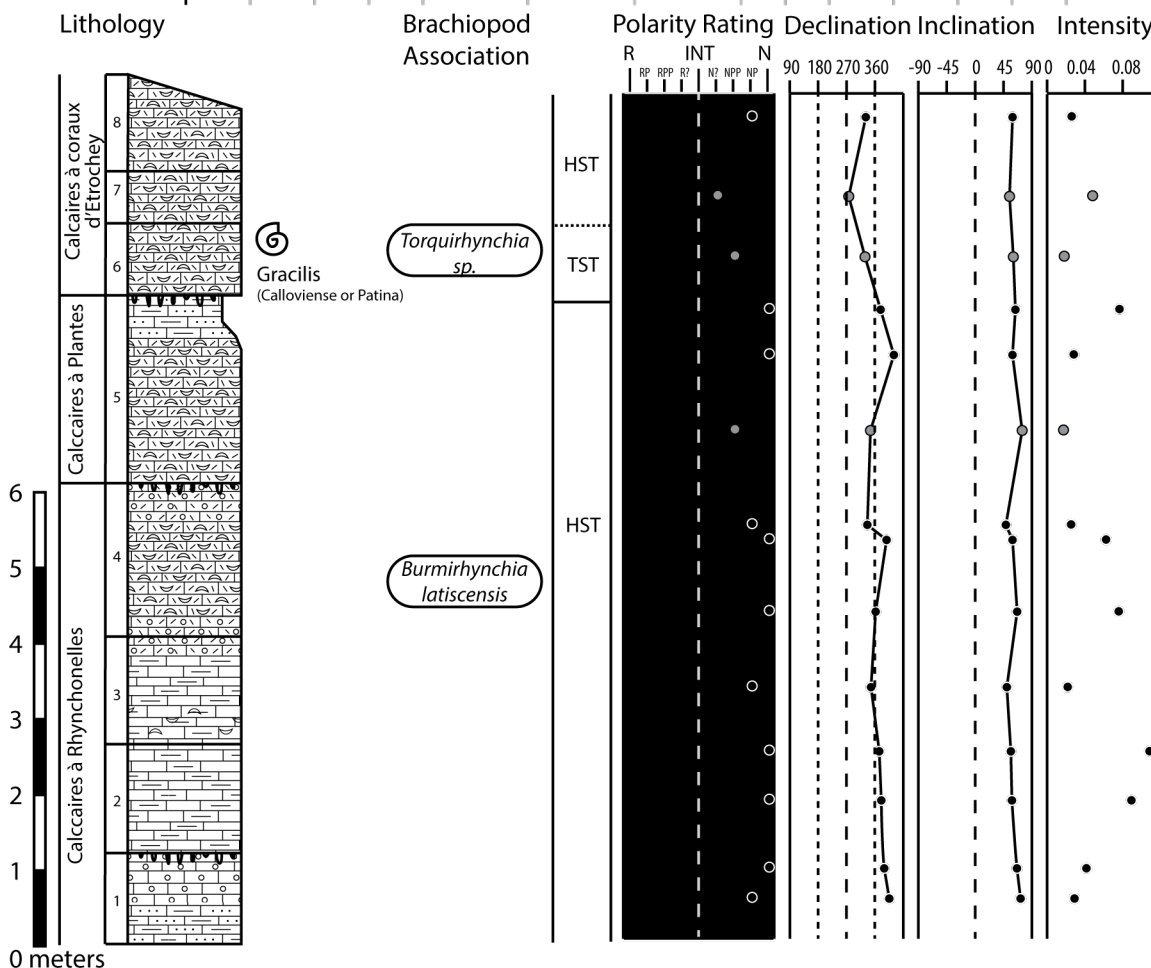 Lithology
Brachiopod
Association
Polarity Rating
Declination
Inclination
Intensity
R INT N
RP RPP R? N? NPP NP
90 180 270 360
-90 -45 0 45 90
0 0.04 0.08
Calcaires à coraux
d'Etrochey
8
7
6
HST
TST
Gracilis
(Calloviense or Patina)
Torquirhynchia
sp.
Calccaires à Plantes
5
HST
Calccaires à Rhynchonelles
4
3
2
1
Burmirhynchia
latiscensis
6
5
4
3
2
1
0 meters